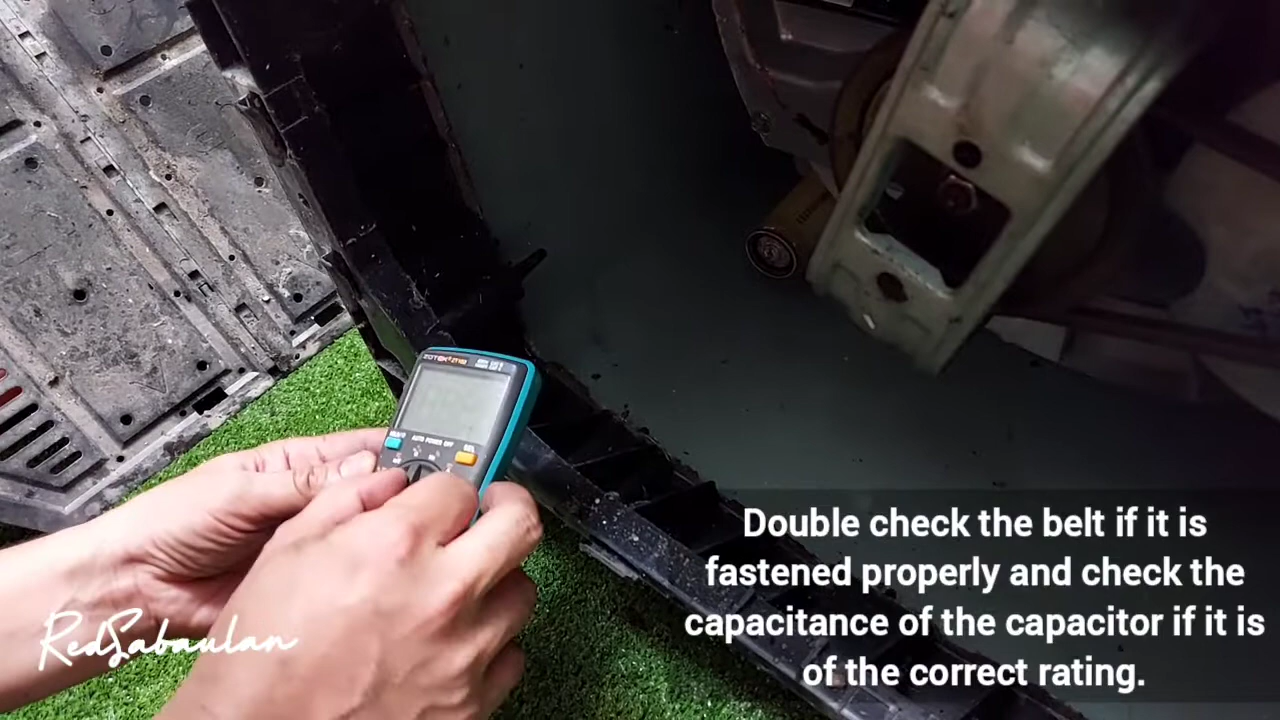 ZOTEK
AUTO POWER OFF
SEL
Double check the belt if it is
fastened properly and check the
capacitance of the capacitor if it is
of the correct rating.
RedSabaulan